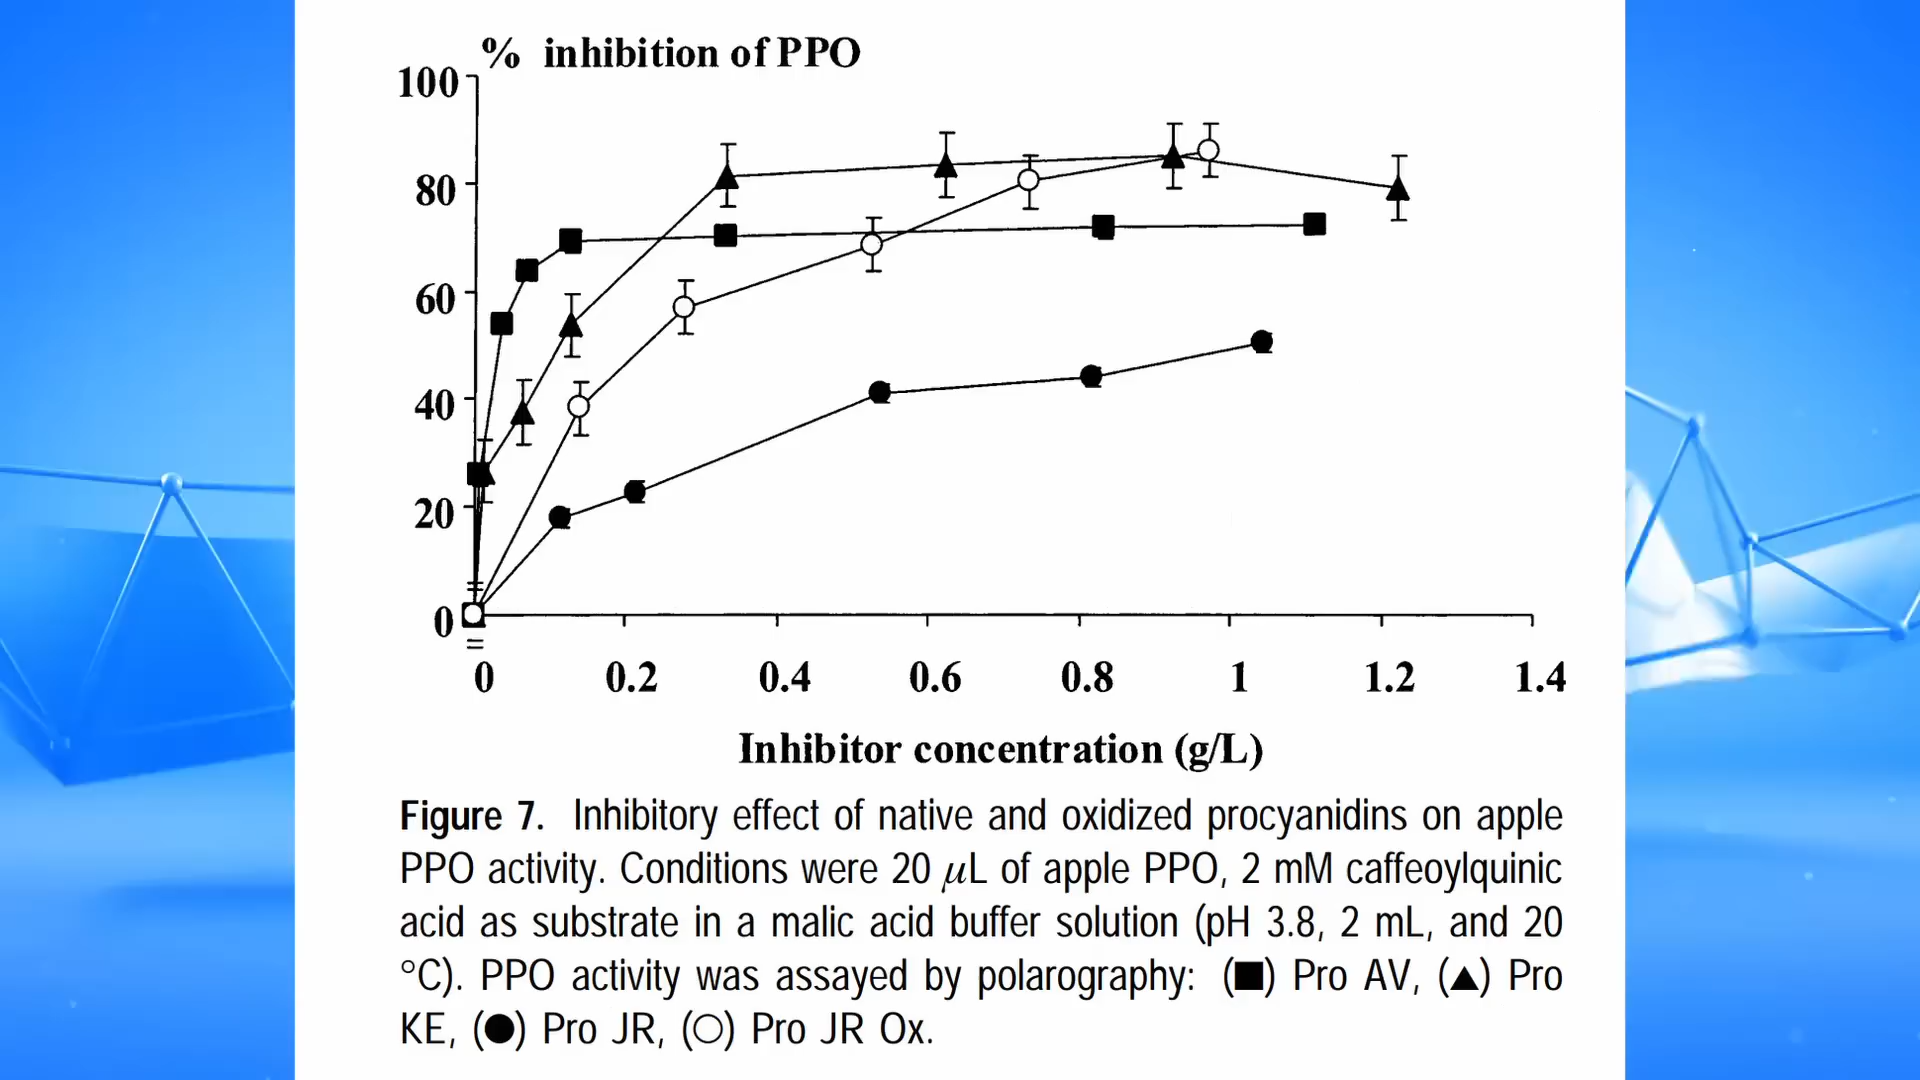 % inhibition of PPO
100
80
60
40
20
0
0 0.2 0.4 0.6 0.8 1 1.2 1.4
Inhibitor concentration (g/L)
Figure 7. Inhibitory effect of native and oxidized procyanidins on apple
PPO activity. Conditions were 20 μL of apple PPO, 2 mM caffeoylquinic
acid as substrate in a malic acid buffer solution (pH 3.8, 2 mL, and 20
°C). PPO activity was assayed by polarography: (■) Pro AV, (▲) Pro
KE, (●) Pro JR, (○) Pro JR Ox.